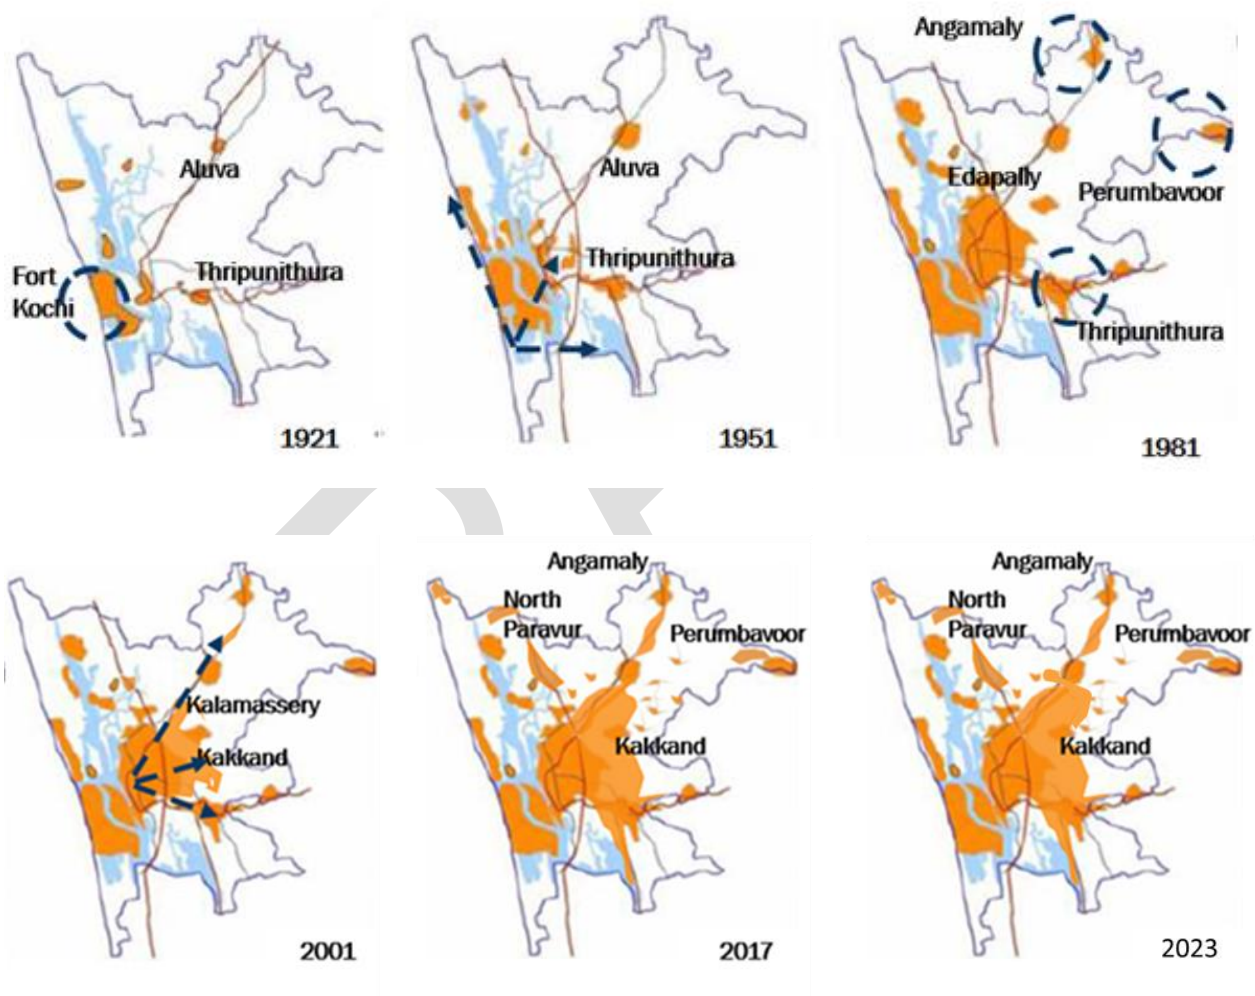 Aluva
Fort
Kochi
Thripunithura
1921
Aluva
Thripunithura
1951
Angamaly
Edapally
Perumbavoor
Thripunithura
1981
Kalamassery
Kakkand
2001
Angamaly
North
Paravur
Perumbavoor
Kakkand
2017
Angamaly
North
Paravur
Perumbavoor
Kakkand
2023